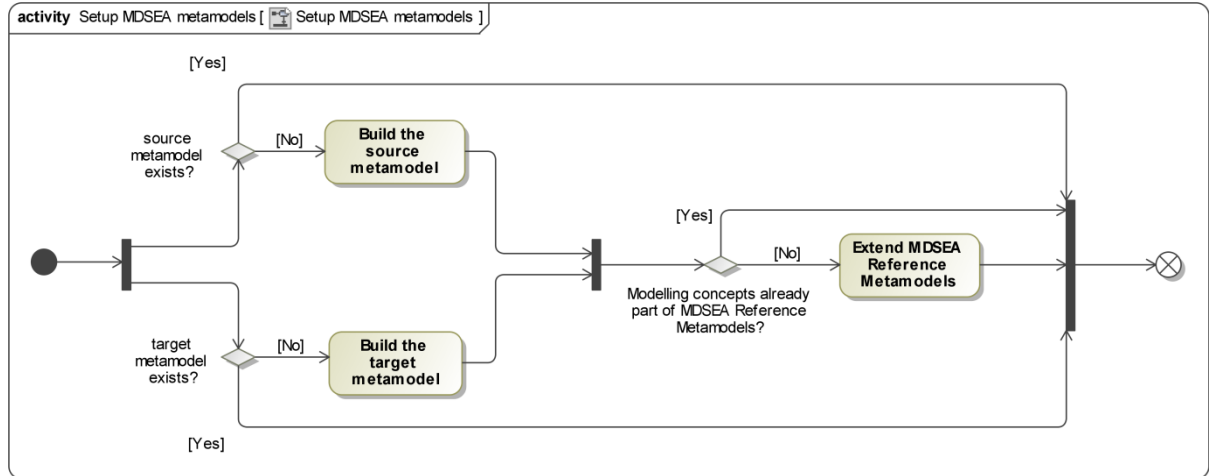 activity Setup MDSEA metamodels [ Setup MDSEA metamodels ]
[Yes]
source
metamodel
exists?
[No]
Build the
source
metamodel
[Yes]
[No]
Extend MDSEA
Reference
Metamodels
Modelling concepts already
part of MDSEA Reference
Metamodels?
target
metamodel
exists?
[No]
Build the
target
metamodel
[Yes]